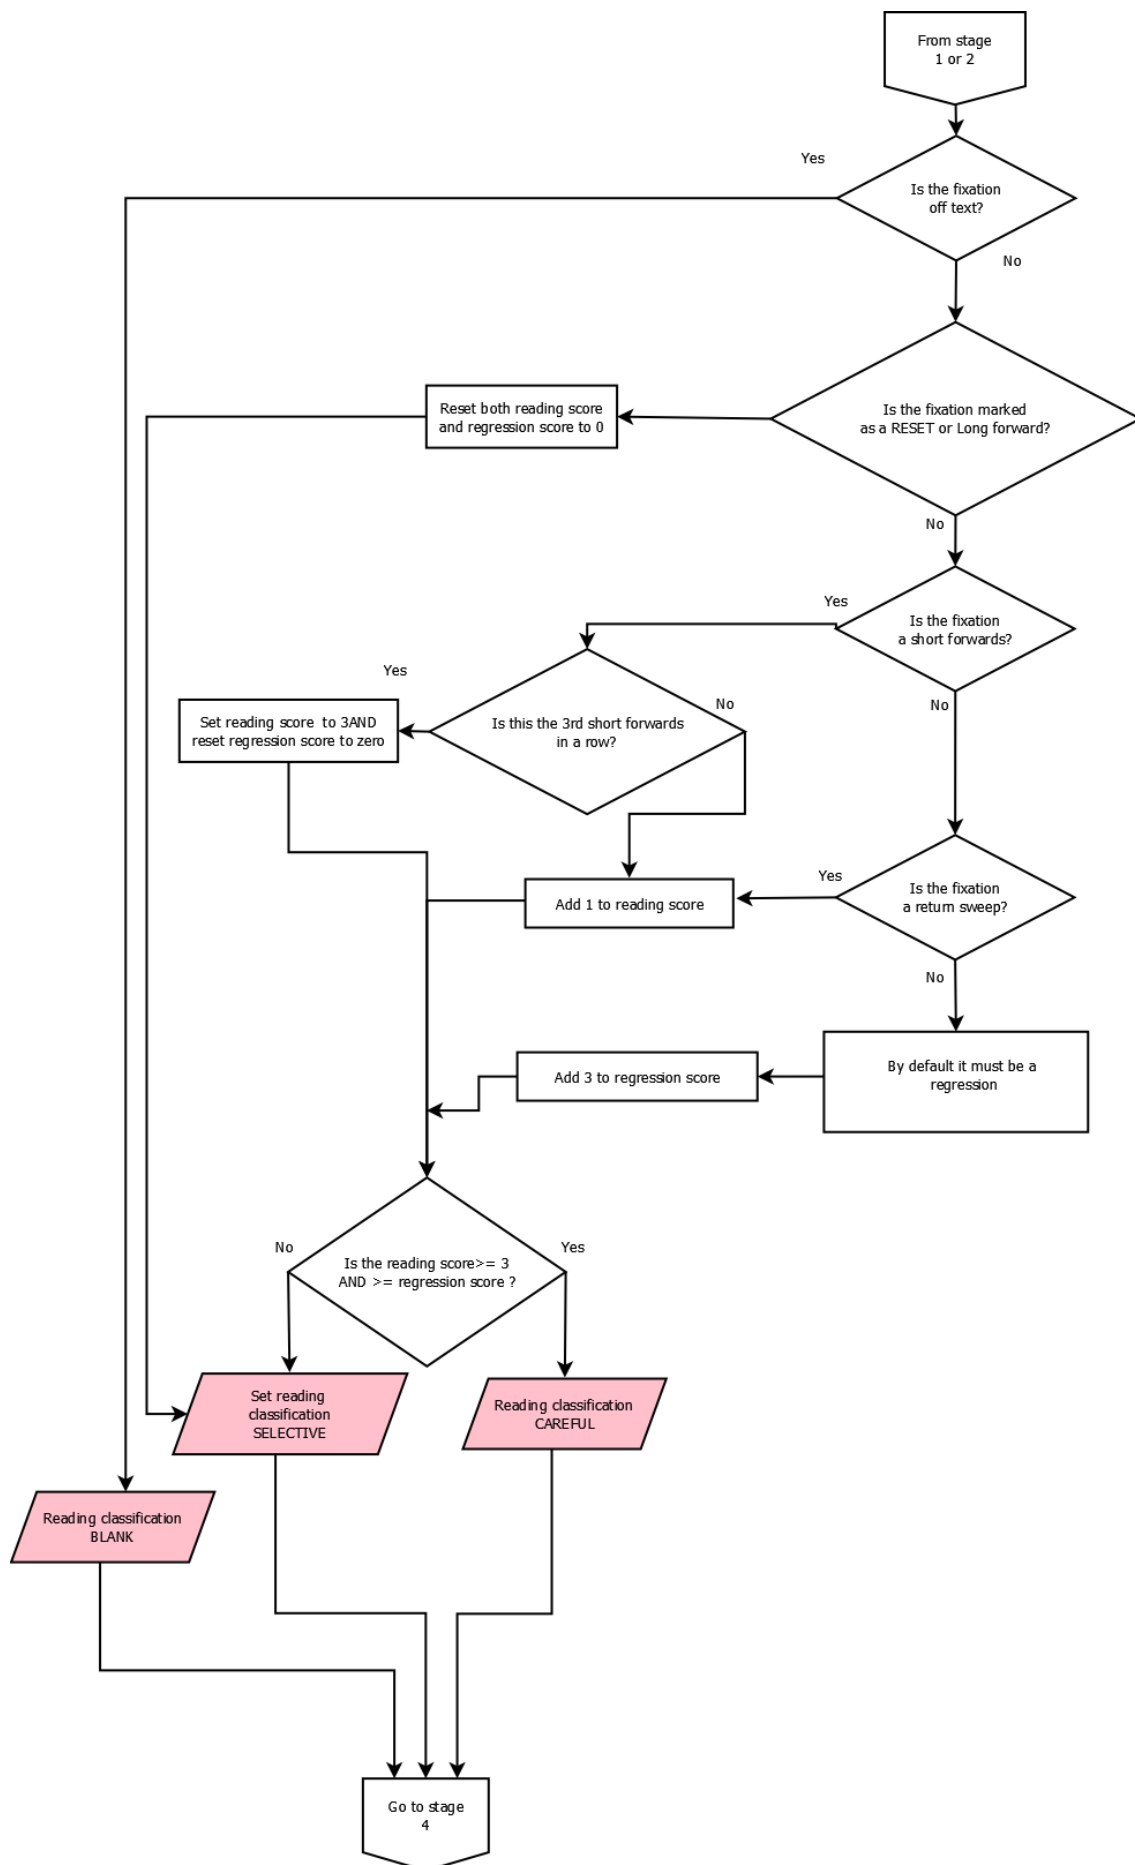 From stage
1 or 2
Yes
Is the fixation
off text?
No
Is the fixation marked
as a RESET or Long forward?
Reset both reading score
and regression score to 0
No
Yes
Is the fixation
a short forwards?
Yes
No
Is this the 3rd short forwards
in a row?
No
Set reading score to 3AND
reset regression score to zero
Yes
Is the fixation
a return sweep?
Add 1 to reading score
No
By default it must be a
regression
Add 3 to regression score
No
Yes
Is the reading score>= 3
AND >= regression score ?
Set reading
classification
SELECTIVE
Reading classification
CAREFUL
Reading classification
BLANK
Go to stage
4